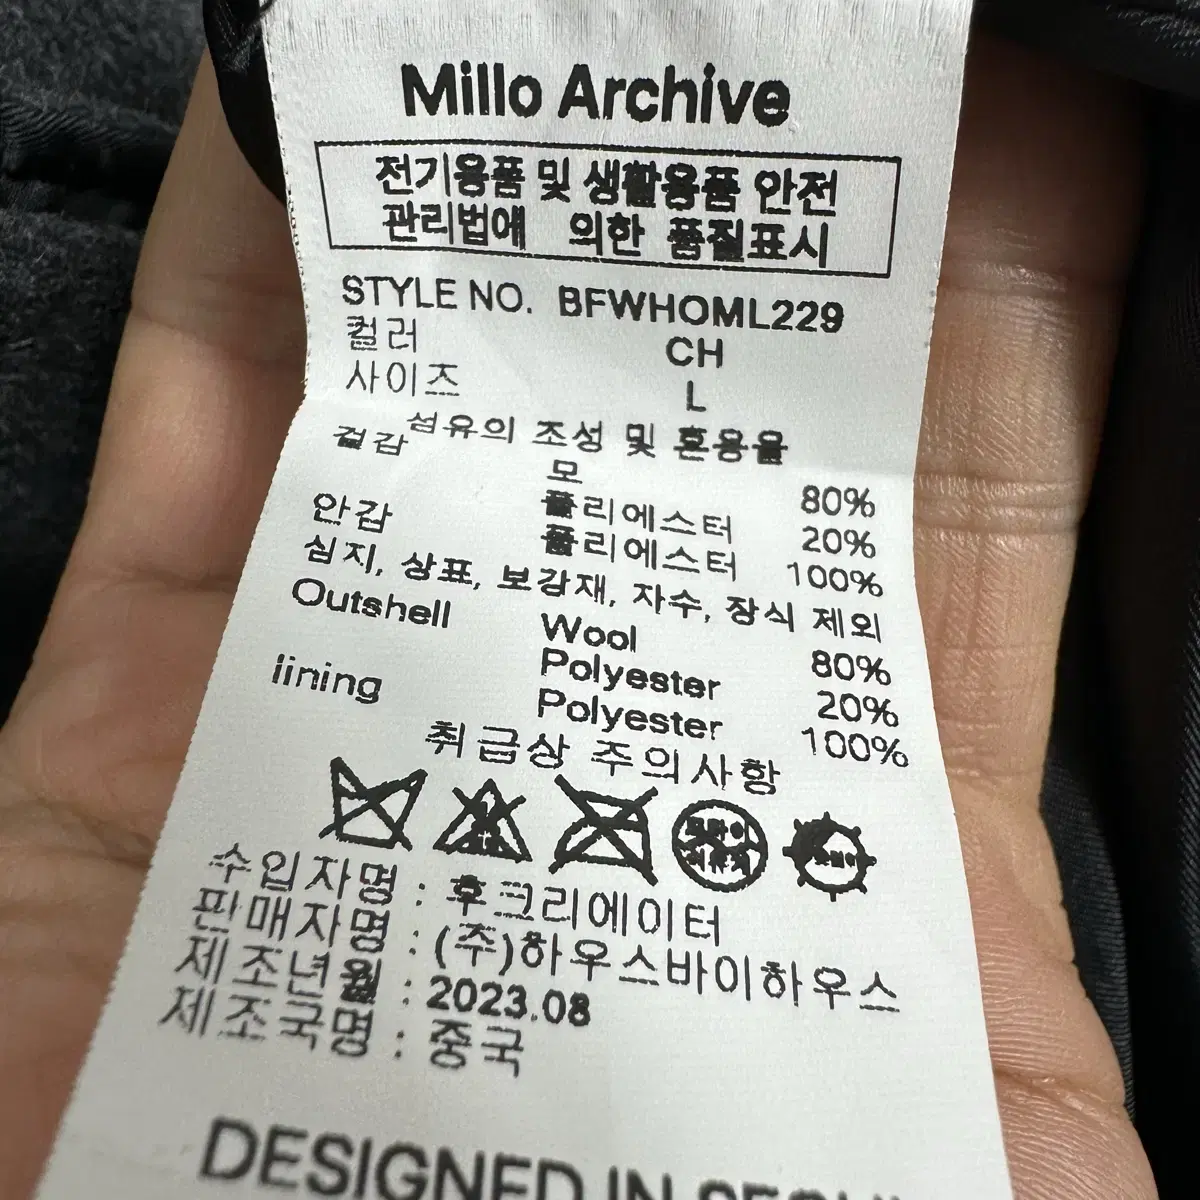 Millo Archive
전기용품 및 생활용품 안전
관리법에 의한 품질표시
STYLE NO. BFWHOML229
컬러 CH
사이즈 L
섬유의 조성 및 혼용율
겉감 모 80%
폴리에스터 20%
안감 폴리에스터 100%
심지, 상표, 보강재, 자수, 장식 제외
Outshell Wool 80%
Polyester 20%
lining Polyester 100%
취급상 주의사항
드라이
수입자명 : 후크리에이터
판매자명 : (주)하우스바이하우스
제조년월 : 2023.08
제조국명 : 중국
DESIGNED IN SEOUL